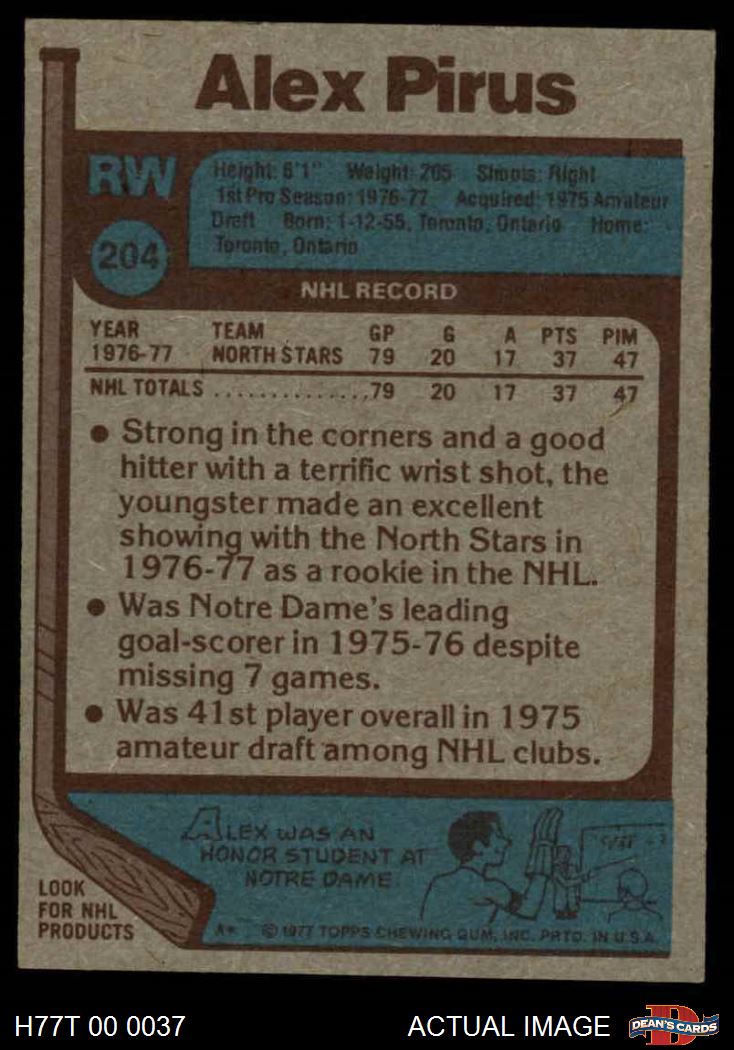 Alex Pirus
RW
204
Height: 6'1" Weight: 205 Shoots: Right
1st Pro Season: 1976-77 Acquired: 1975 Amateur
Draft Born: 1-12-55, Toronto, Ontario Home:
Toronto, Ontario
NHL RECORD
YEAR TEAM GP G A PTS PIM
1976-77 NORTH STARS 79 20 17 37 47
NHL TOTALS ..............79 20 17 37 47
● Strong in the corners and a good
hitter with a terrific wrist shot, the
youngster made an excellent
showing with the North Stars in
1976-77 as a rookie in the NHL.
● Was Notre Dame's leading
goal-scorer in 1975-76 despite
missing 7 games.
● Was 41st player overall in 1975
amateur draft among NHL clubs.
ALEX WAS AN
HONOR STUDENT AT
NOTRE DAME
LOOK
FOR NHL
PRODUCTS
A* © 1977 TOPPS CHEWING GUM, INC. PRTD. IN U.S.A.
H77T 00 0037
ACTUAL IMAGE
DEAN'S CARDS